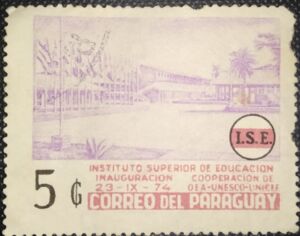 I.S.E.
INSTITUTO SUPERIOR DE EDUCACION
INAUGURACION COOPERACION DE
23-IX-74 OEA-UNESCO-UNICEF
5 ₲
CORREO DEL PARAGUAY